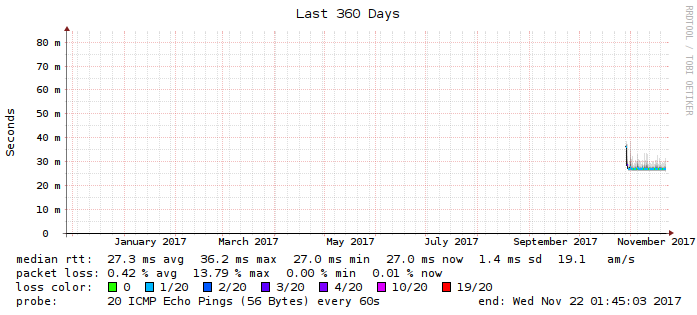 Last 360 Days
RRDTOOL / TOBI OETIKER
Seconds
80 m
70 m
60 m
50 m
40 m
30 m
20 m
10 m
0
January 2017 March 2017 May 2017 July 2017 September 2017 November 2017
median rtt: 27.3 ms avg 36.2 ms max 27.0 ms min 27.0 ms now 1.4 ms sd 19.1 am/s
packet loss: 0.42 % avg 13.79 % max 0.00 % min 0.01 % now
loss color: 0 1/20 2/20 3/20 4/20 10/20 19/20
probe: 20 ICMP Echo Pings (56 Bytes) every 60s end: Wed Nov 22 01:45:03 2017